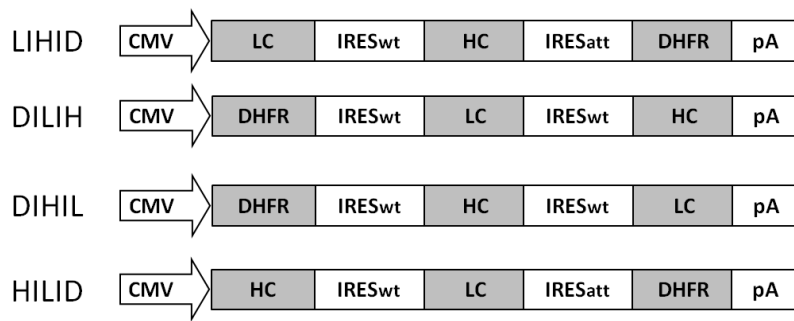 LIHID CMV LC IRESwt HC IRESatt DHFR pA
DILIH CMV DHFR IRESwt LC IRESwt HC pA
DIHIL CMV DHFR IRESwt HC IRESwt LC pA
HILID CMV HC IRESwt LC IRESatt DHFR pA